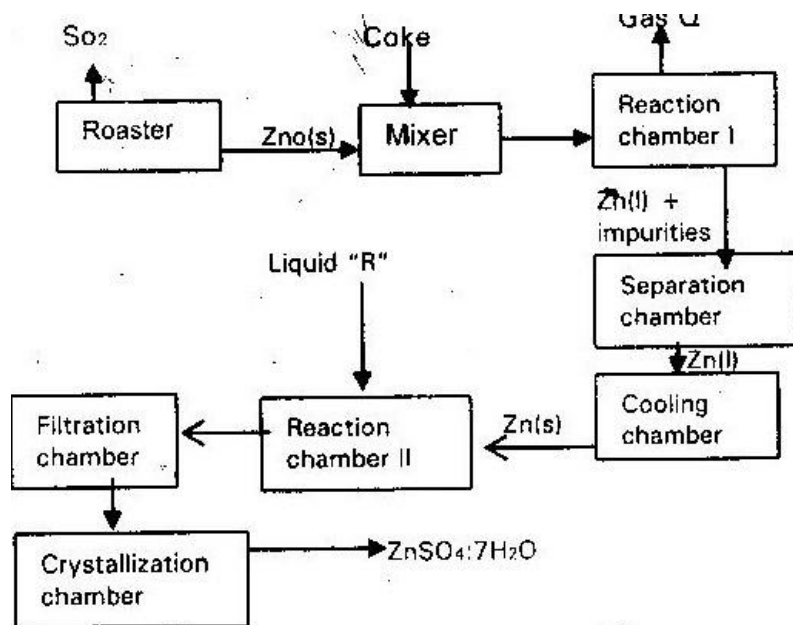 So₂
Coke
Gas Q
Roaster
Zno(s)
Mixer
Reaction
chamber I
Zn(l) +
impurities
Liquid "R"
Separation
chamber
Zn(l)
Filtration
chamber
Reaction
chamber II
Zn(s)
Cooling
chamber
Crystallization
chamber
ZnSO₄:7H₂O